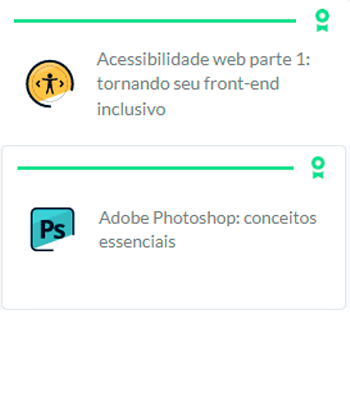 Acessibilidade web parte 1:
tornando seu front-end
inclusivo
Ps
Adobe Photoshop: conceitos
essenciais